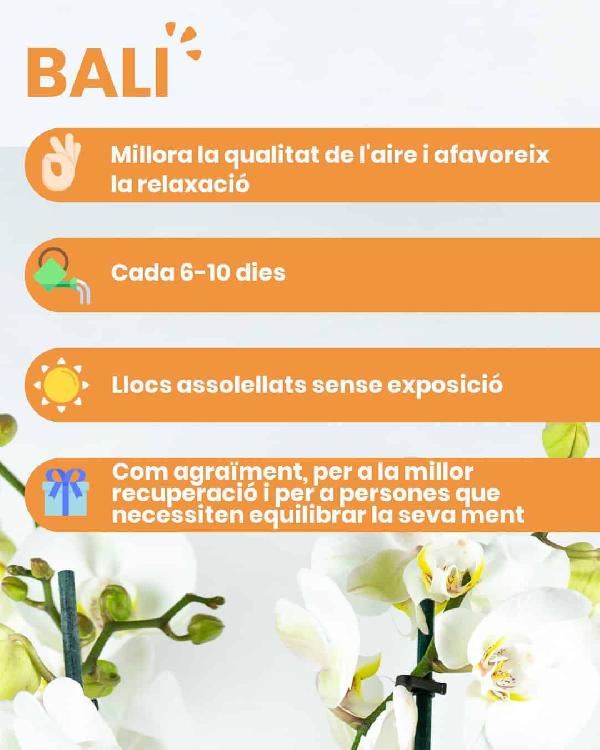 BALI
Millora la qualitat de l'aire i afavoreix
la relaxació
Cada 6-10 dies
Llocs assolellats sense exposició
Com agraïment, per a la millor
recuperació i per a persones que
necessiten equilibrar la seva ment